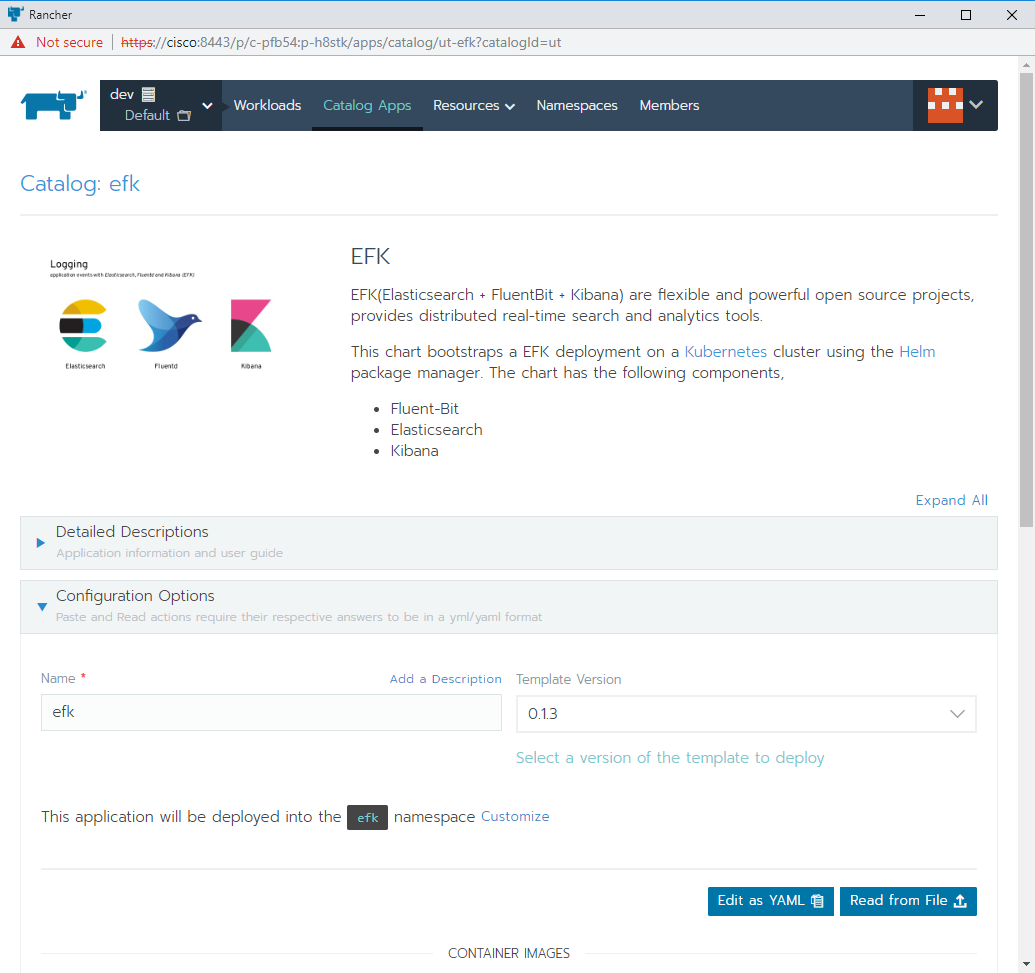 Rancher
Not secure | https://cisco:8443/p/c-pfb54:p-h8stk/apps/catalog/ut-efk?catalogId=ut
dev
Default
Workloads Catalog Apps Resources Namespaces Members
Catalog: efk
Logging
application events with Elasticsearch, Fluentd and Kibana (EFK)
Elasticsearch Fluentd Kibana
EFK
EFK(Elasticsearch + FluentBit + Kibana) are flexible and powerful open source projects,
provides distributed real-time search and analytics tools.
This chart bootstraps a EFK deployment on a Kubernetes cluster using the Helm
package manager. The chart has the following components,
• Fluent-Bit
• Elasticsearch
• Kibana
Expand All
Detailed Descriptions
Application information and user guide
Configuration Options
Paste and Read actions require their respective answers to be in a yml/yaml format
Name * Add a Description Template Version
efk 0.1.3
Select a version of the template to deploy
This application will be deployed into the efk namespace Customize
Edit as YAML Read from File
CONTAINER IMAGES